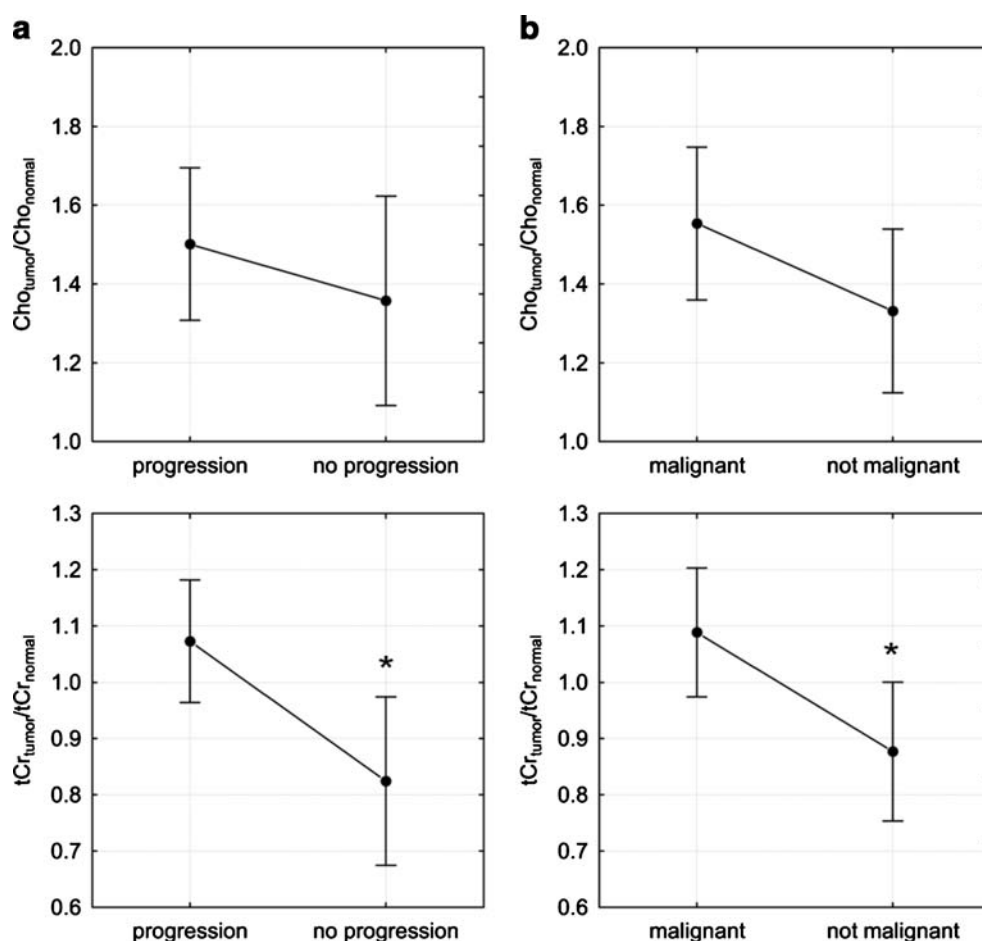 a
b
2.0
1.8
1.6
1.4
1.2
1.0
Cho_tumor/Cho_normal
progression
no progression
2.0
1.8
1.6
1.4
1.2
1.0
Cho_tumor/Cho_normal
malignant
not malignant
1.3
1.2
1.1
1.0
0.9
0.8
0.7
0.6
tCr_tumor/tCr_normal
*
progression
no progression
1.3
1.2
1.1
1.0
0.9
0.8
0.7
0.6
tCr_tumor/tCr_normal
*
malignant
not malignant